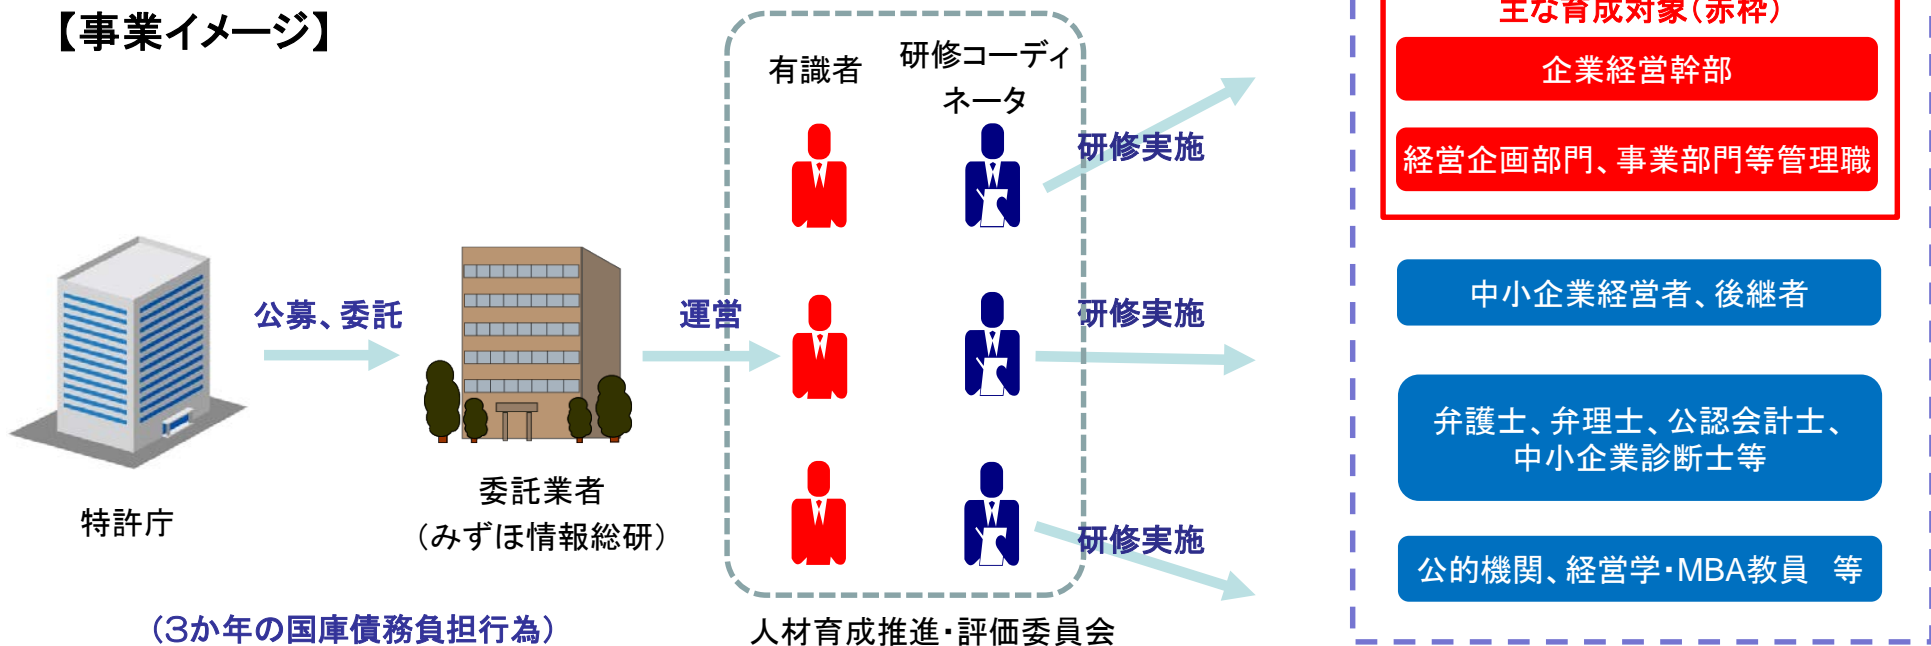 【事業イメージ】
特許庁
公募、委託
委託業者
（みずほ情報総研）
（３か年の国庫債務負担行為）
運営
有識者
研修コーディ
ネータ
人材育成推進・評価委員会
研修実施
研修実施
研修実施
主な育成対象（赤枠）
企業経営幹部
経営企画部門、事業部門等管理職
中小企業経営者、後継者
弁護士、弁理士、公認会計士、
中小企業診断士等
公的機関、経営学・MBA教員　等